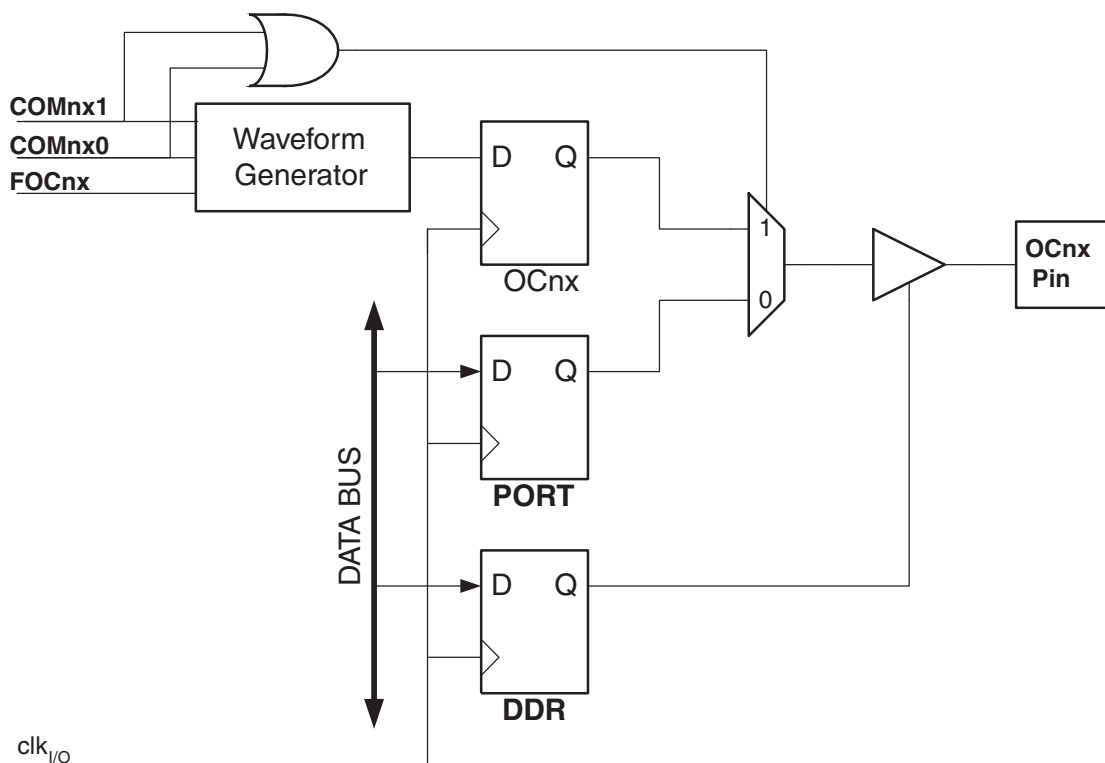 COMnx1
COMnx0
FOCnx
Waveform
Generator
D Q
OCnx
1
0
OCnx
Pin
D Q
PORT
DATA BUS
D Q
DDR
clkI/O